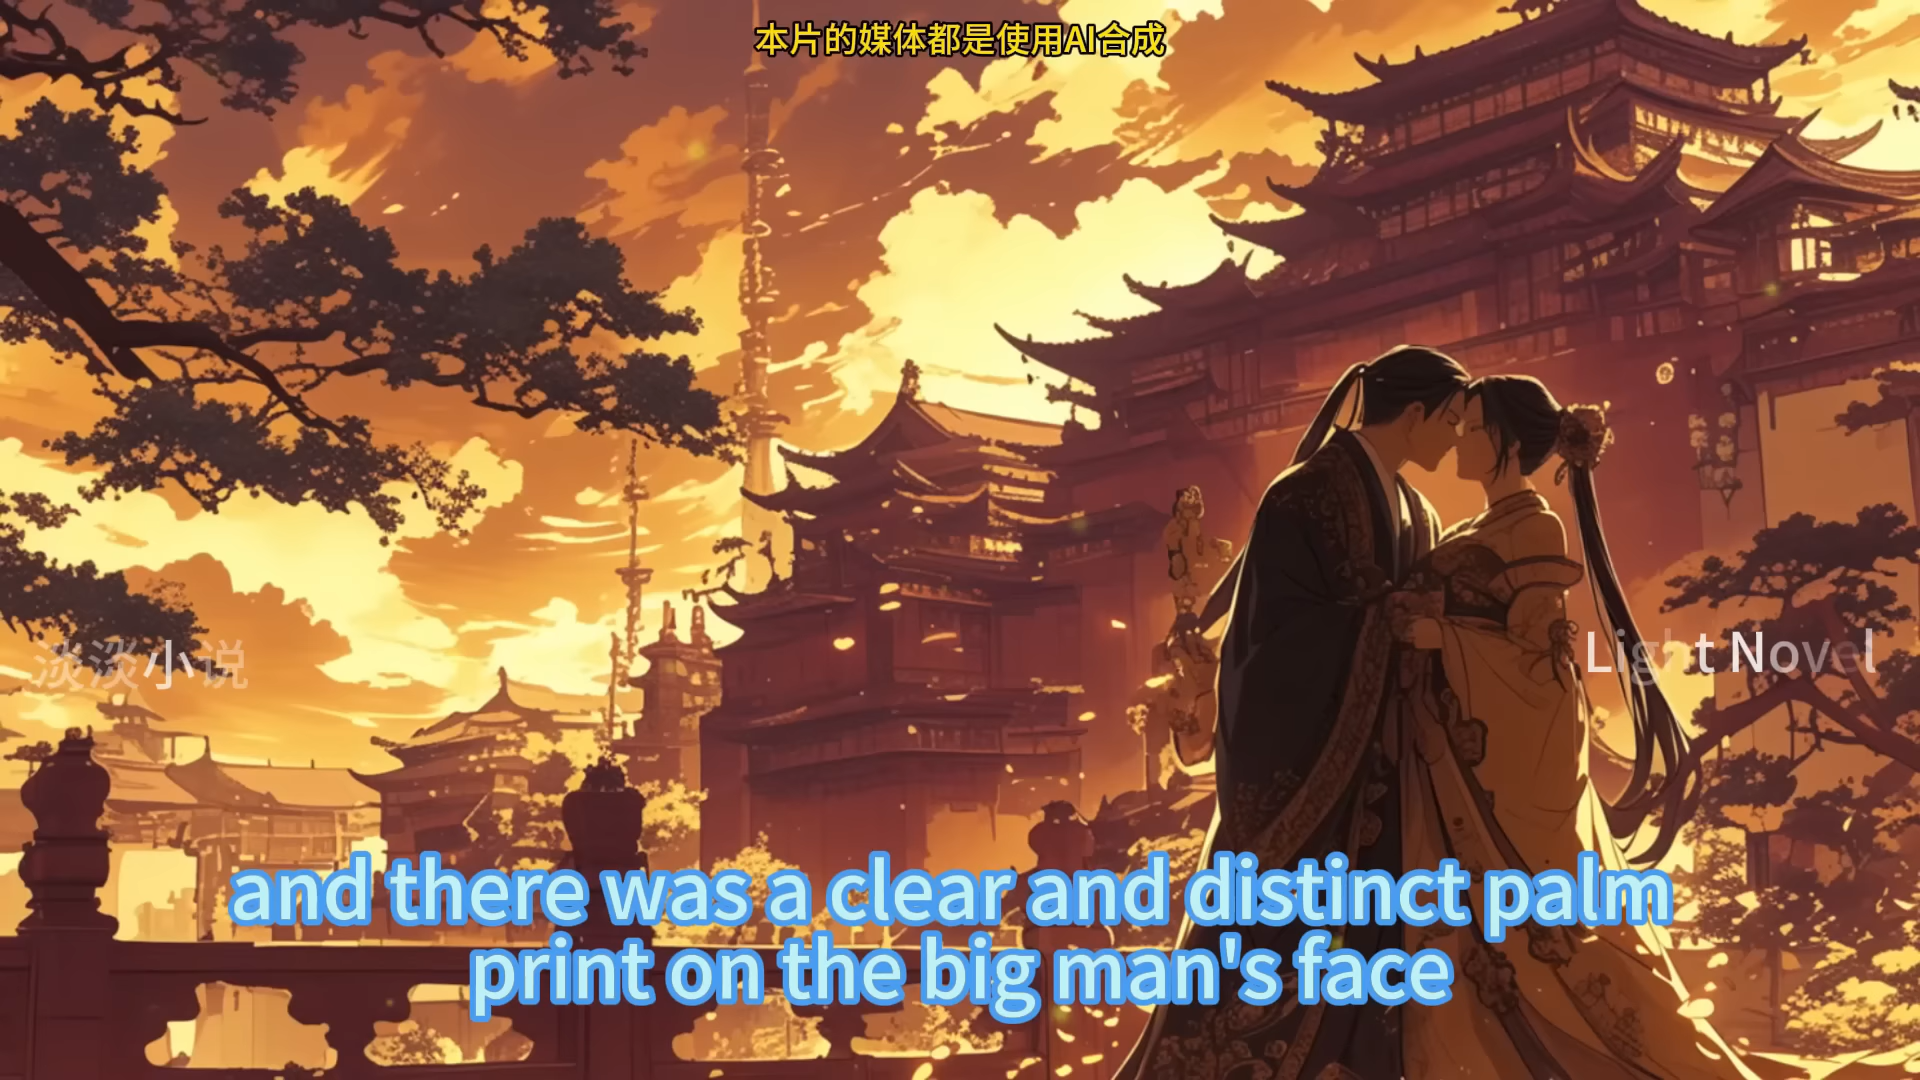 本片的媒体都是使用AI合成
淡淡小说
Light Novel
and there was a clear and distinct palm
print on the big man's face